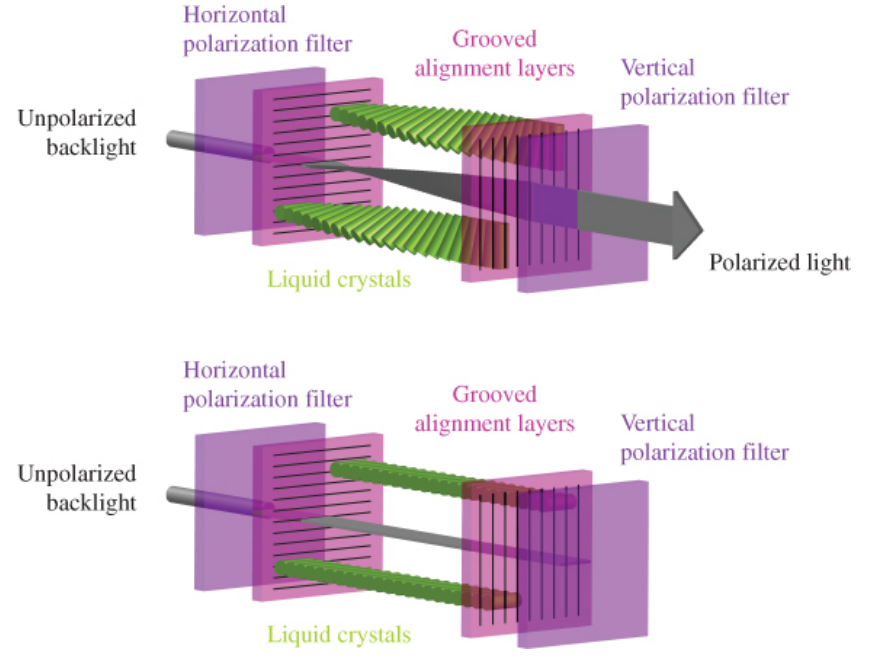 Horizontal
polarization filter
Grooved
alignment layers
Vertical
polarization filter
Unpolarized
backlight
Polarized light
Liquid crystals
Horizontal
polarization filter
Grooved
alignment layers
Vertical
polarization filter
Unpolarized
backlight
Liquid crystals